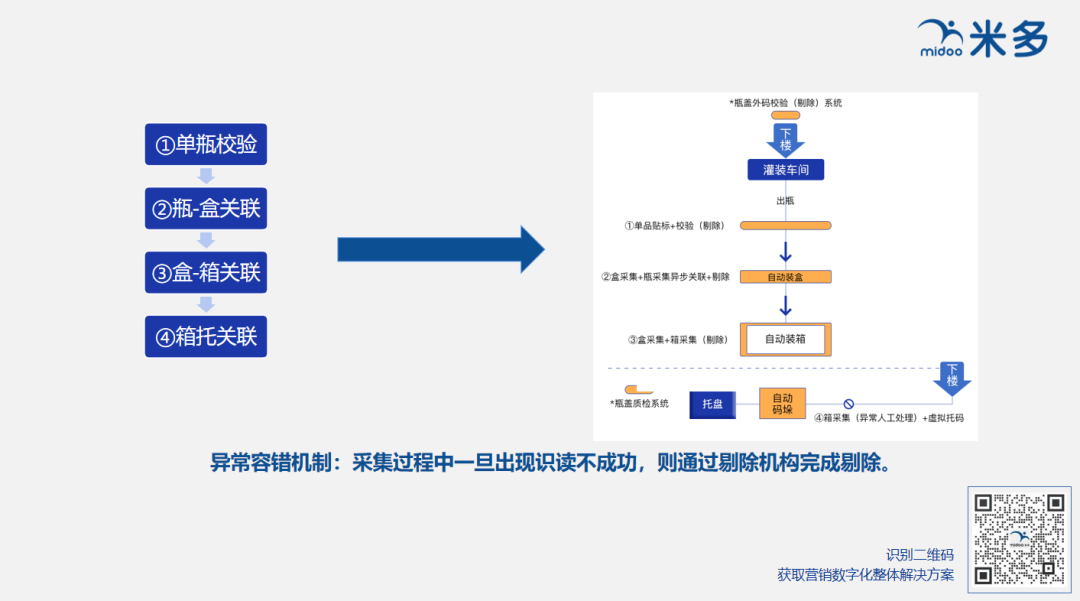 midoo 米多
①单瓶校验
②瓶-盒关联
③盒-箱关联
④箱托关联
*瓶盖外码校验（剔除）系统
下
楼
灌装车间
出瓶
①单品贴标+校验（剔除）
②盒采集+瓶采集异步关联+剔除
自动装盒
③盒采集+箱采集（剔除）
自动装箱
下
楼
*瓶盖质检系统
托盘
自动
码垛
④箱采集（异常人工处理）+虚拟托码
异常容错机制：采集过程中一旦出现识读不成功，则通过剔除机构完成剔除。
识别二维码
获取营销数字化整体解决方案